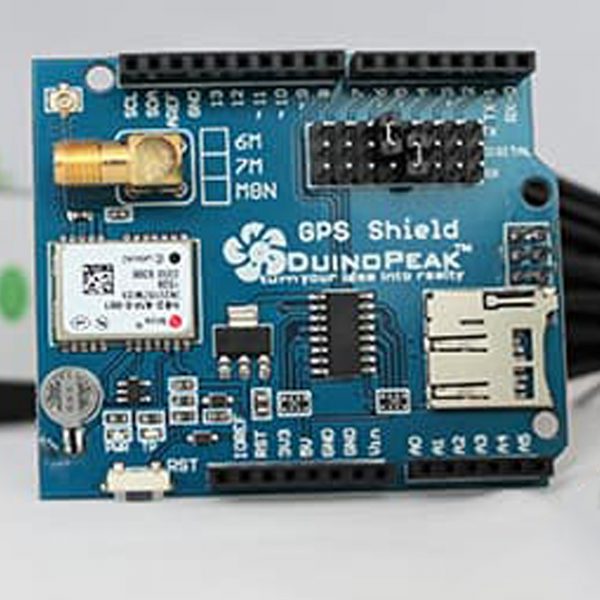 SCL SDA AREF GND 13 12 ~11 ~10 ~9 8 7 ~6 ~5 4 ~3 2 TX→1 RX←0
6M
7M
M8N
DIGITAL
GPS Shield
DUINOPEAK™
turn your idea into reality
RST
IOREF RST 3V3 5V GND GND Vin A0 A1 A2 A3 A4 A5